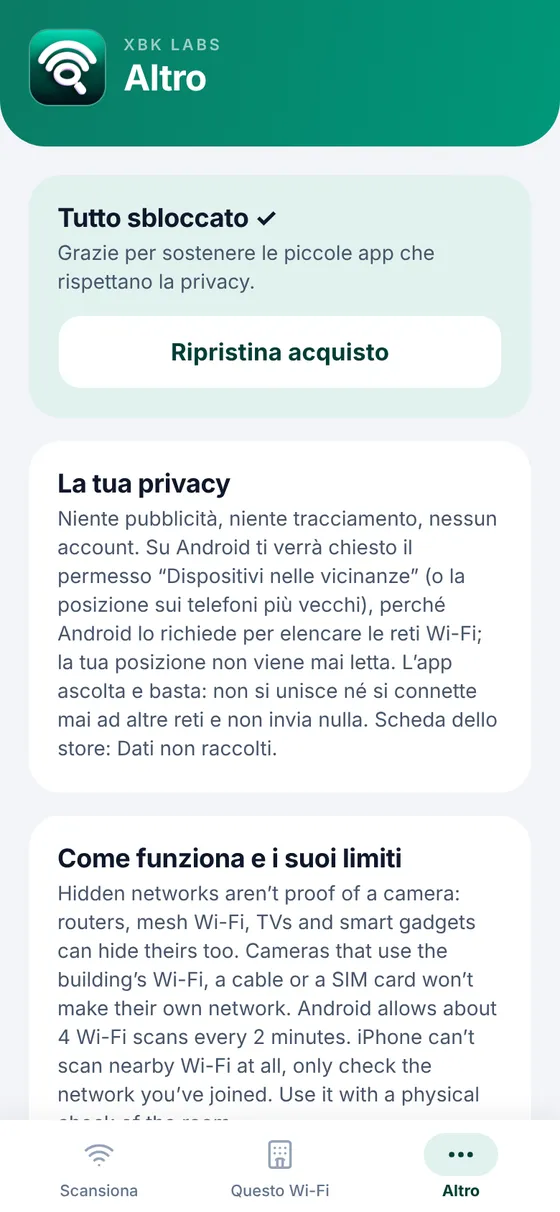 XBK LABS
Altro
Tutto sbloccato ✓
Grazie per sostenere le piccole app che
rispettano la privacy.
Ripristina acquisto
La tua privacy
Niente pubblicità, niente tracciamento, nessun
account. Su Android ti verrà chiesto il
permesso “Dispositivi nelle vicinanze” (o la
posizione sui telefoni più vecchi), perché
Android lo richiede per elencare le reti Wi-Fi;
la tua posizione non viene mai letta. L’app
ascolta e basta: non si unisce né si connette
mai ad altre reti e non invia nulla. Scheda dello
store: Dati non raccolti.
Come funziona e i suoi limiti
Hidden networks aren’t proof of a camera:
routers, mesh Wi-Fi, TVs and smart gadgets
can hide theirs too. Cameras that use the
building’s Wi-Fi, a cable or a SIM card won’t
make their own network. Android allows about
4 Wi-Fi scans every 2 minutes. iPhone can’t
scan nearby Wi-Fi at all, only check the
network you’ve joined. Use it with a physical
Scansiona
Questo Wi-Fi
Altro